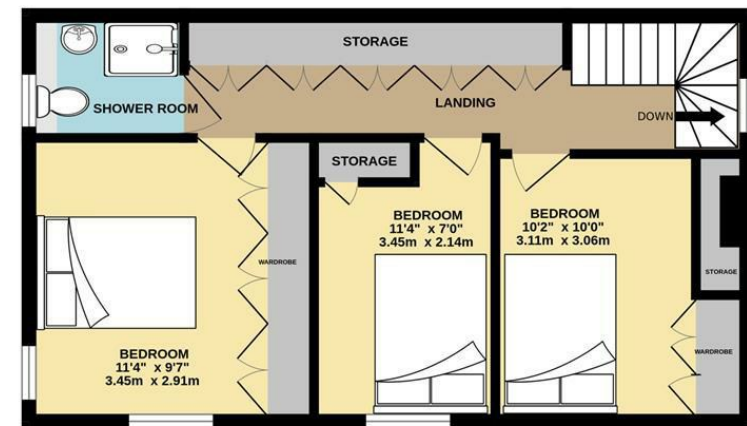 STORAGE
SHOWER ROOM
LANDING
DOWN
STORAGE
BEDROOM
11'4" x 7'0"
3.45m x 2.14m
BEDROOM
10'2" x 10'0"
3.11m x 3.06m
WARDROBE
STORAGE
BEDROOM
11'4" x 9'7"
3.45m x 2.91m
WARDROBE